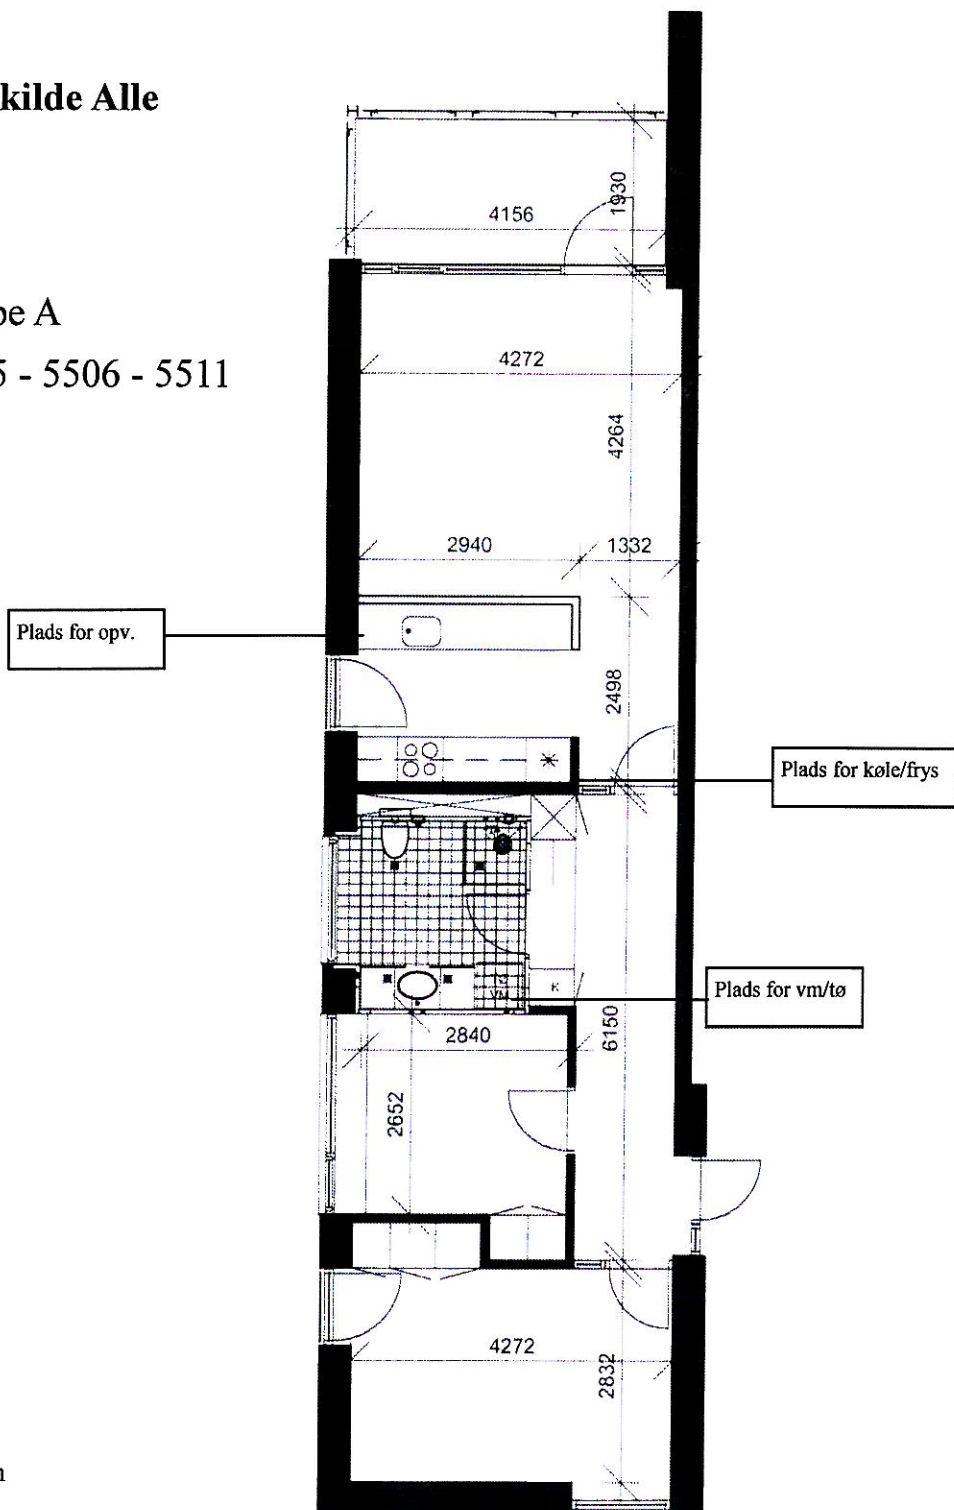 kilde Alle
1930
4156
pe A
4272
5 - 5506 - 5511
4264
2940
1332
Plads for opv.
2498
Plads for køle/frys
K
Plads for vm/tø
VM
2840
6150
2652
4272
2832
n